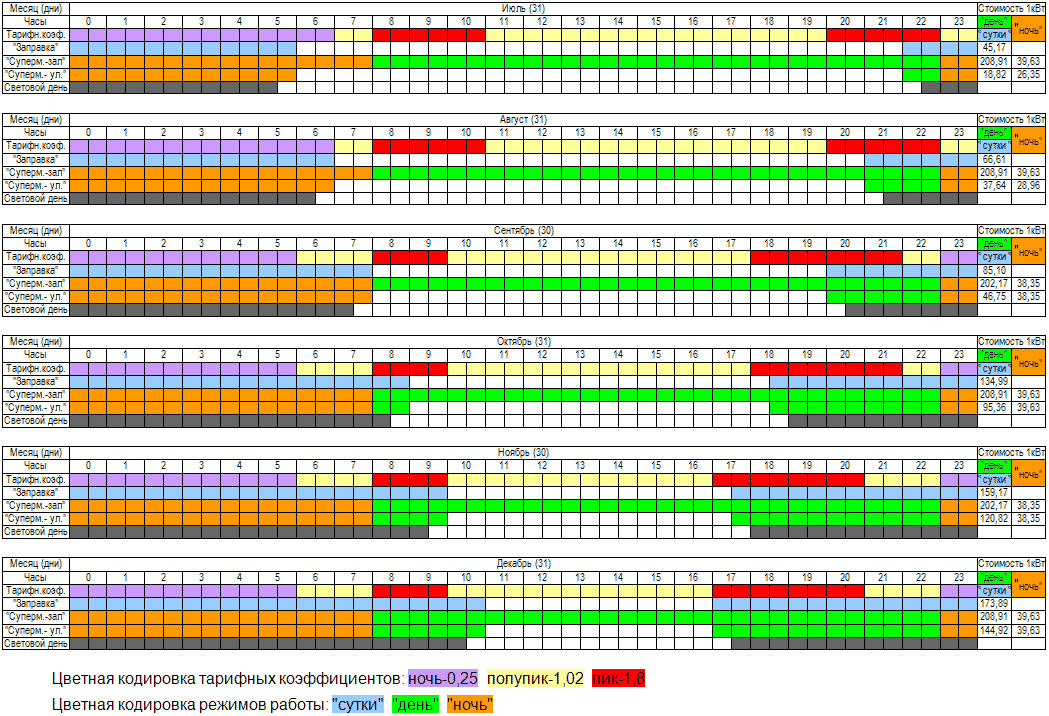 Месяц (дни) Июль (31) Стоимость 1кВт
Часы 0 1 2 3 4 5 6 7 8 9 10 11 12 13 14 15 16 17 18 19 20 21 22 23 "день" "ночь"
Тарифн.коэф. "сутки"
"Заправка" 45,17
"Суперм.-зал" 208,91 39,63
"Суперм.- ул." 18,82 26,35
Световой день
Месяц (дни) Август (31) Стоимость 1кВт
Часы 0 1 2 3 4 5 6 7 8 9 10 11 12 13 14 15 16 17 18 19 20 21 22 23 "день" "ночь"
Тарифн.коэф. "сутки"
"Заправка" 66,61
"Суперм.-зал" 208,91 39,63
"Суперм.- ул." 37,64 28,96
Световой день
Месяц (дни) Сентябрь (30) Стоимость 1кВт
Часы 0 1 2 3 4 5 6 7 8 9 10 11 12 13 14 15 16 17 18 19 20 21 22 23 "день" "ночь"
Тарифн.коэф. "сутки"
"Заправка" 85,10
"Суперм.-зал" 202,17 38,35
"Суперм.- ул." 46,75 38,35
Световой день
Месяц (дни) Октябрь (31) Стоимость 1кВт
Часы 0 1 2 3 4 5 6 7 8 9 10 11 12 13 14 15 16 17 18 19 20 21 22 23 "день" "ночь"
Тарифн.коэф. "сутки"
"Заправка" 134,99
"Суперм.-зал" 208,91 39,63
"Суперм.- ул." 95,36 39,63
Световой день
Месяц (дни) Ноябрь (30) Стоимость 1кВт
Часы 0 1 2 3 4 5 6 7 8 9 10 11 12 13 14 15 16 17 18 19 20 21 22 23 "день" "ночь"
Тарифн.коэф. "сутки"
"Заправка" 159,17
"Суперм.-зал" 202,17 38,35
"Суперм.- ул." 120,82 38,35
Световой день
Месяц (дни) Декабрь (31) Стоимость 1кВт
Часы 0 1 2 3 4 5 6 7 8 9 10 11 12 13 14 15 16 17 18 19 20 21 22 23 "день" "ночь"
Тарифн.коэф. "сутки"
"Заправка" 173,89
"Суперм.-зал" 208,91 39,63
"Суперм.- ул." 144,92 39,63
Световой день
Цветная кодировка тарифных коэффициентов: ночь-0,25 полупик-1,02 пик-1,8
Цветная кодировка режимов работы: "сутки" "день" "ночь"